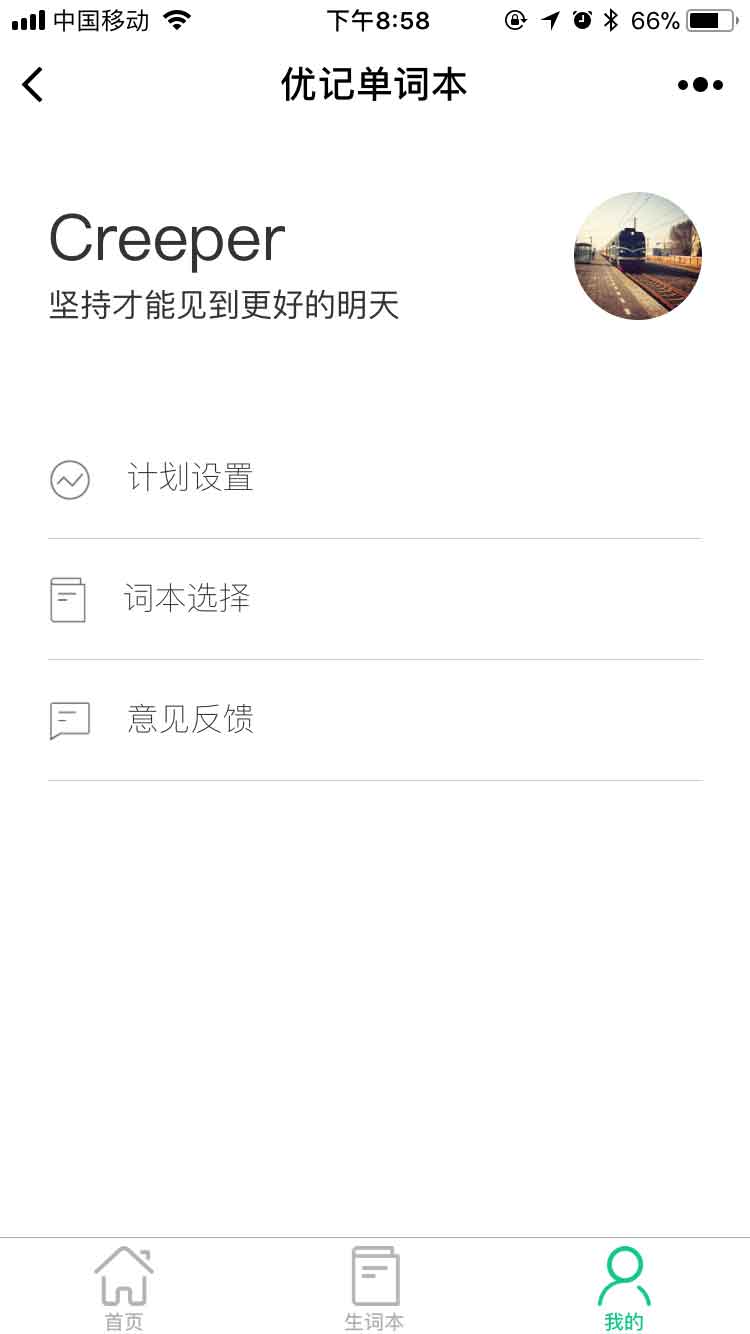 中国移动 下午8:58 66%
优记单词本
Creeper
坚持才能见到更好的明天
计划设置
词本选择
意见反馈
首页 生词本 我的